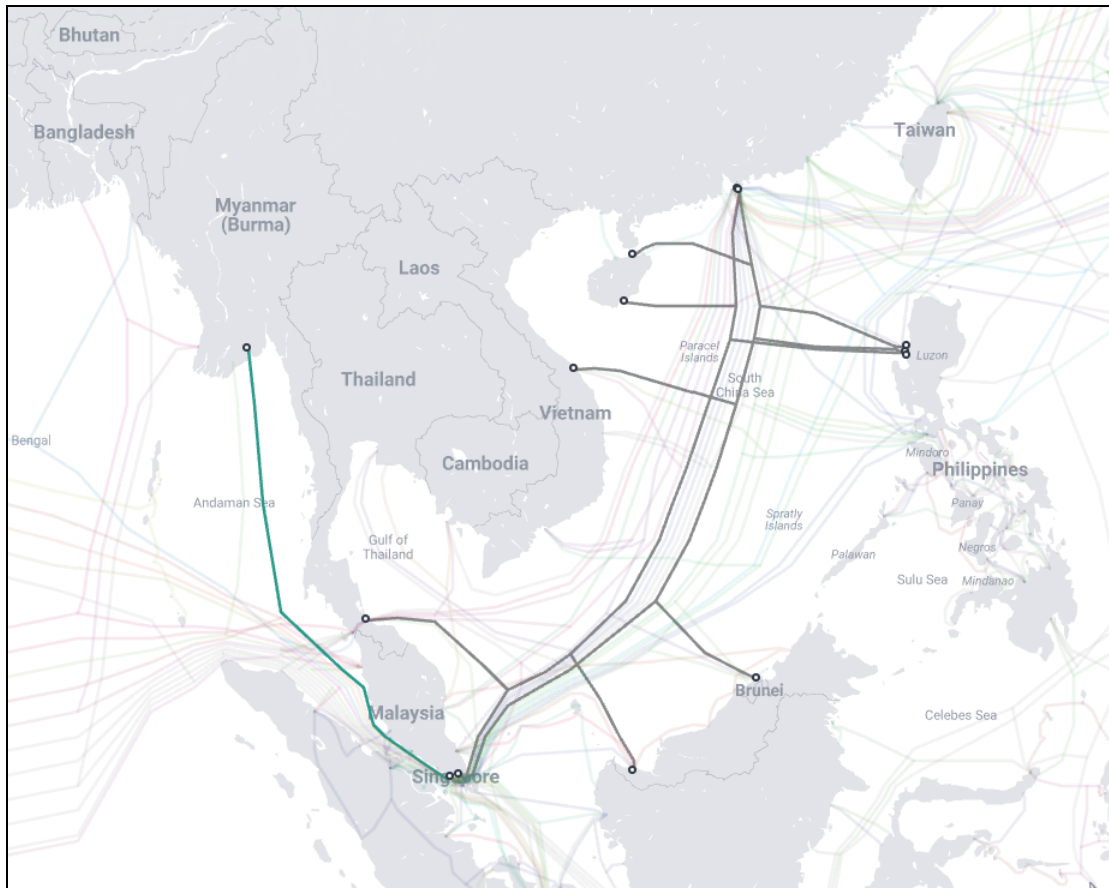 Bhutan
Bangladesh
Taiwan
Myanmar
(Burma)
Laos
Paracel
Islands
Luzon
Thailand
South
China Sea
Vietnam
Bengal
Mindoro
Cambodia
Philippines
Andaman Sea
Panay
Spratly
Islands
Gulf of
Thailand
Negros
Palawan
Sulu Sea
Mindanao
Brunei
Malaysia
Celebes Sea
Singapore